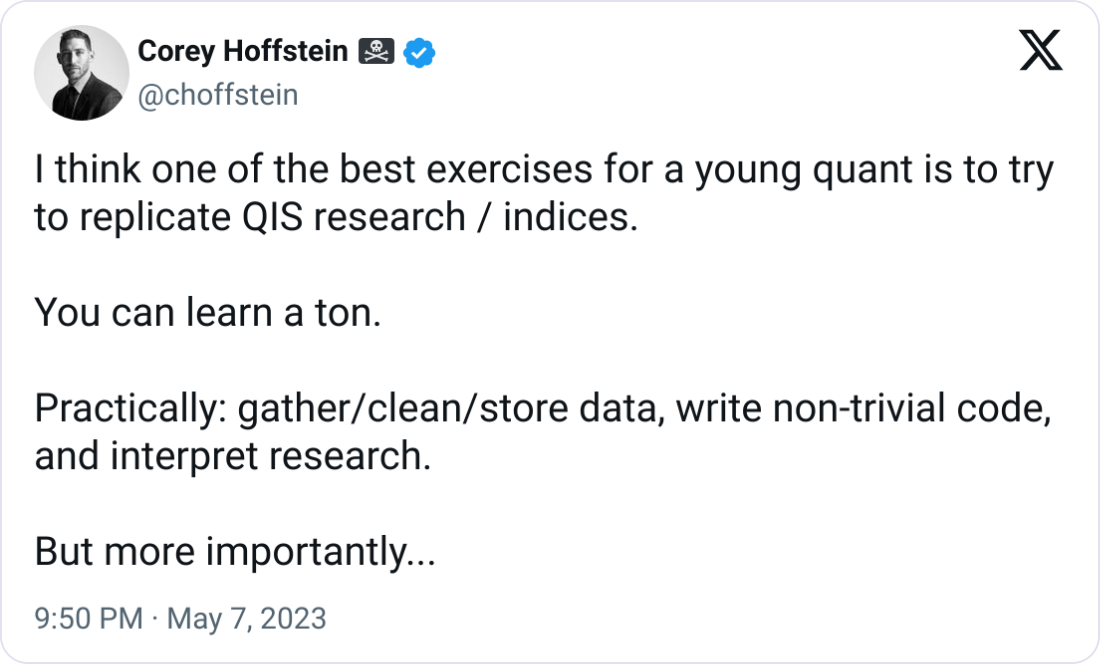 Corey Hoffstein 🏴‍☠️
@choffstein
I think one of the best exercises for a young quant is to try
to replicate QIS research / indices.
You can learn a ton.
Practically: gather/clean/store data, write non-trivial code,
and interpret research.
But more importantly...
9:50 PM · May 7, 2023